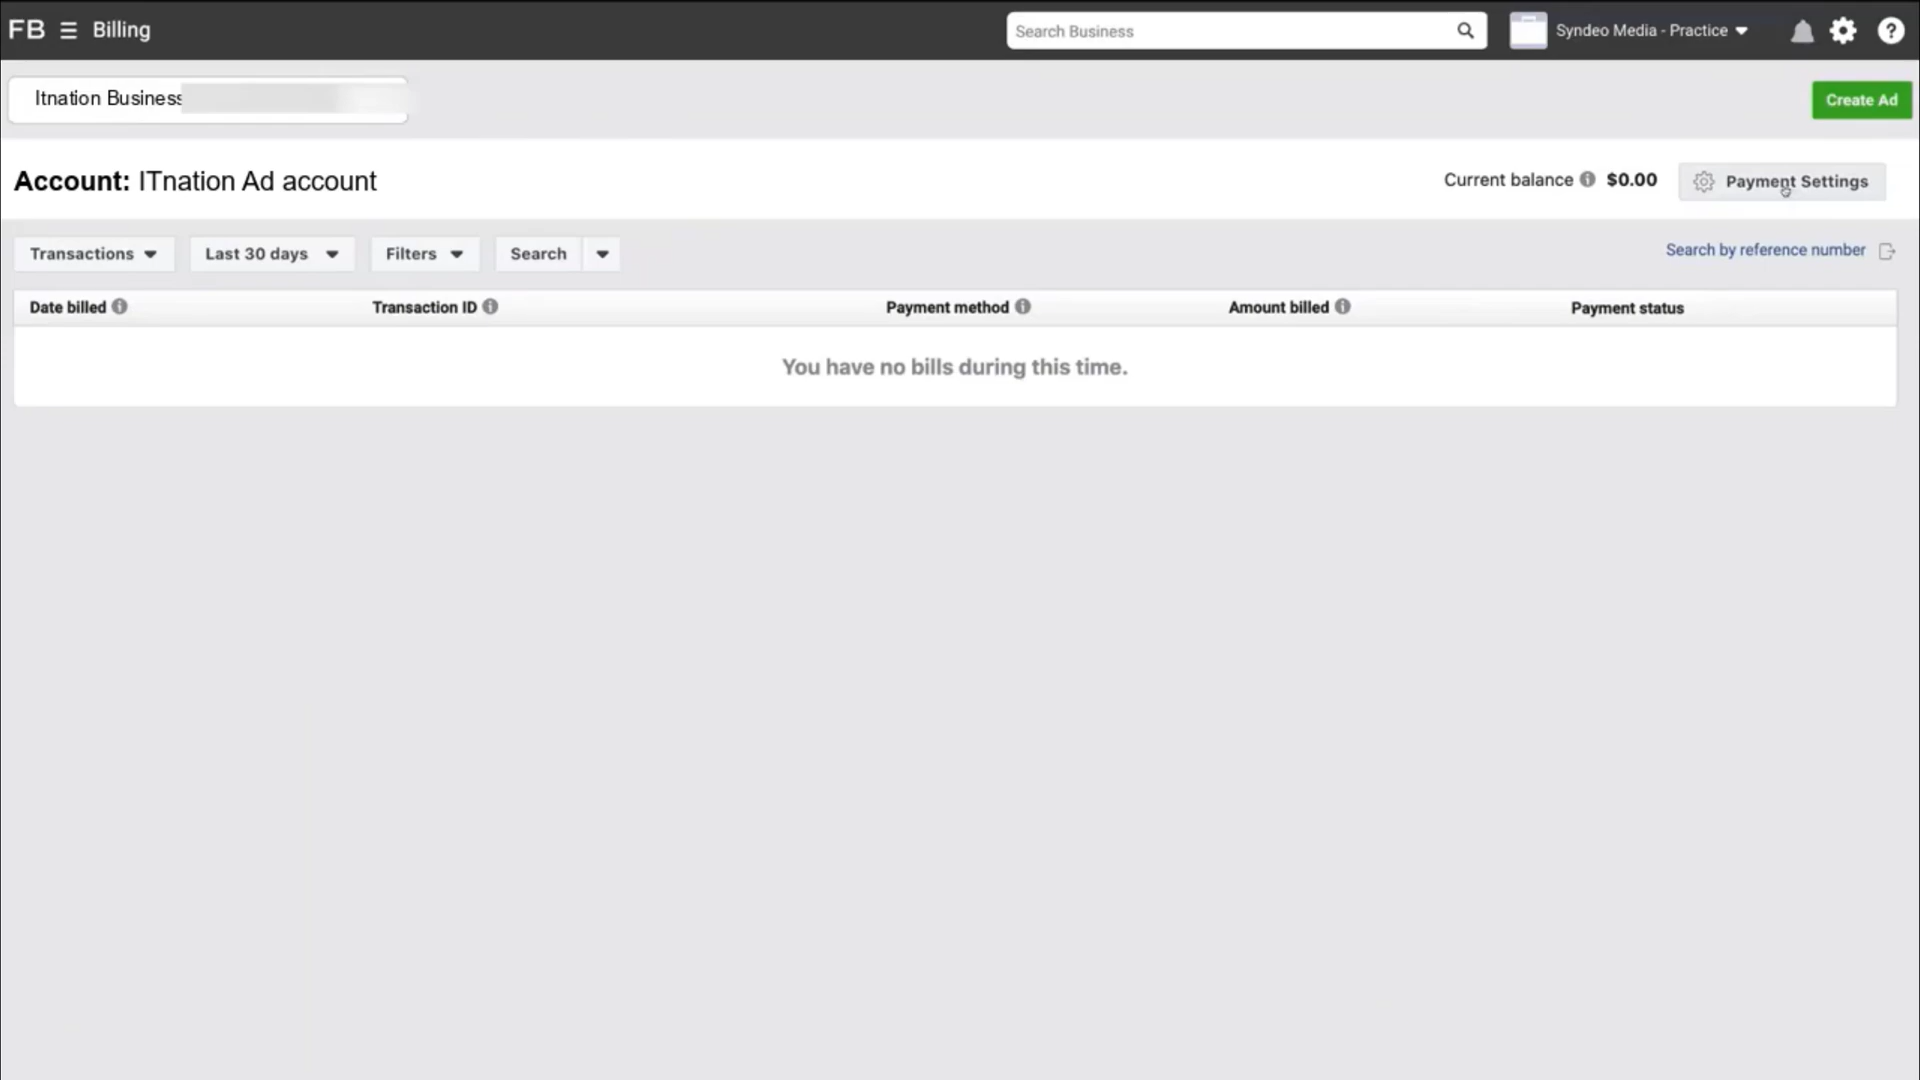 FB Billing
Search Business
Syndeo Media - Practice
?
Itnation Business
Create Ad
Account: ITnation Ad account
Current balance $0.00
Payment Settings
Transactions
Last 30 days
Filters
Search
Search by reference number
Date billed
Transaction ID
Payment method
Amount billed
Payment status
You have no bills during this time.